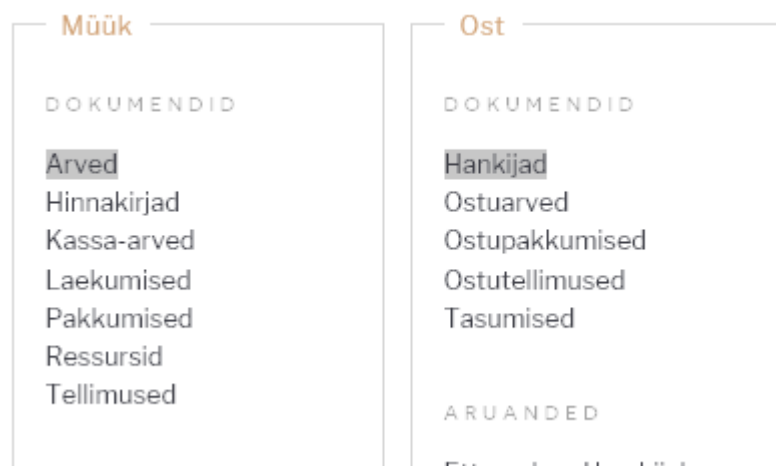 Müük
DOKUMENDID
Arved
Hinnakirjad
Kassa-arved
Laekumised
Pakkumised
Ressursid
Tellimused
Ost
DOKUMENDID
Hankijad
Ostuarved
Ostupakkumised
Ostutellimused
Tasumised
ARUANDED